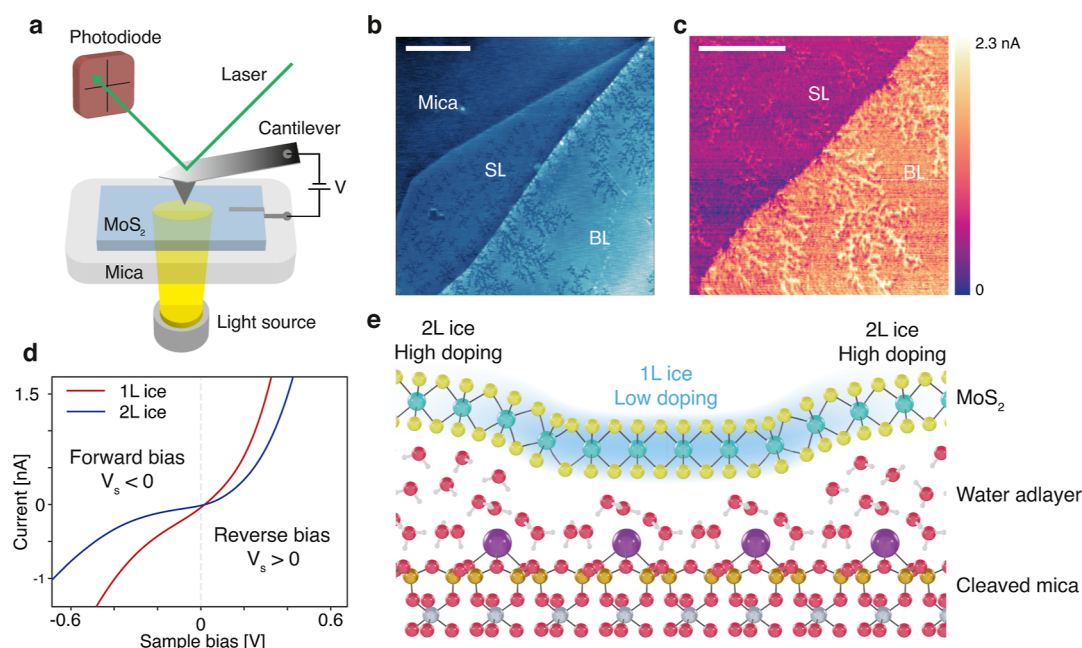 a
Photodiode
Laser
Cantilever
V
MoS₂
Mica
Light source
b
Mica
SL
BL
c
SL
BL
2.3 nA
0
d
1L ice
2L ice
Forward bias
Vₛ < 0
Reverse bias
Vₛ > 0
1.5
0
-1
Current [nA]
-0.6
0
0.6
Sample bias [V]
e
2L ice
High doping
1L ice
Low doping
2L ice
High doping
MoS₂
Water adlayer
Cleaved mica